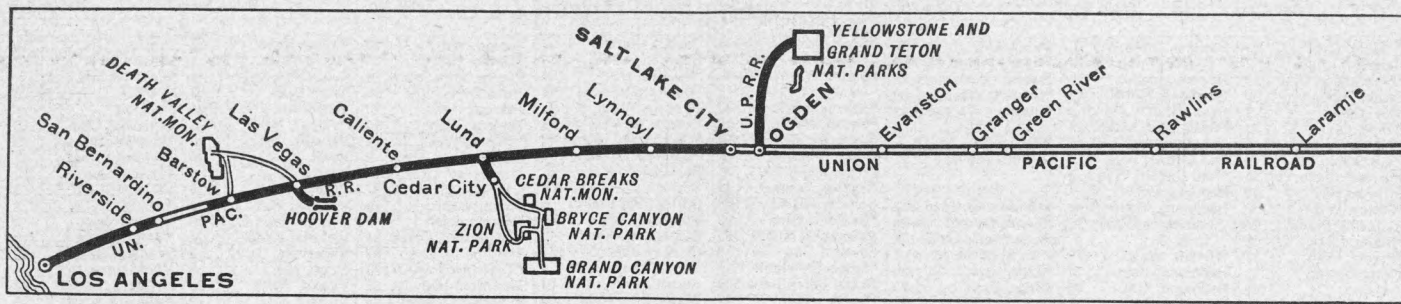 YELLOWSTONE AND
GRAND TETON
NAT. PARKS
SALT LAKE CITY
U.P. R.R.
OGDEN
DEATH VALLEY
NAT.MON.
Las Vegas
Caliente
Lund
Milford
Lynndyl
Evanston
Granger
Green River
Rawlins
Laramie
San Bernardino
Riverside
Barstow
UN.
PAC.
R.R.
HOOVER DAM
Cedar City
CEDAR BREAKS
NAT.MON.
BRYCE CANYON
NAT. PARK
ZION
NAT. PARK
GRAND CANYON
NAT. PARK
UNION
PACIFIC
RAILROAD
LOS ANGELES